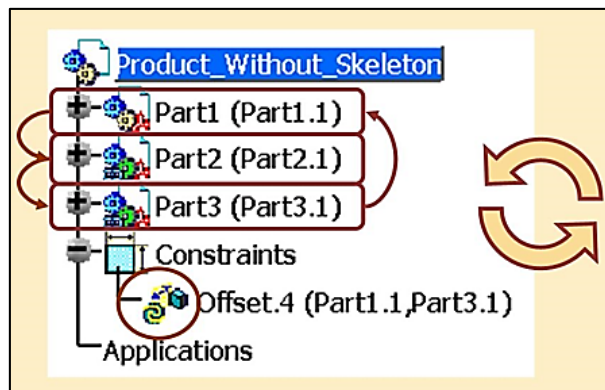 Product_Without_Skeleton
Part1 (Part1.1)
Part2 (Part2.1)
Part3 (Part3.1)
Constraints
Offset.4 (Part1.1,Part3.1)
Applications